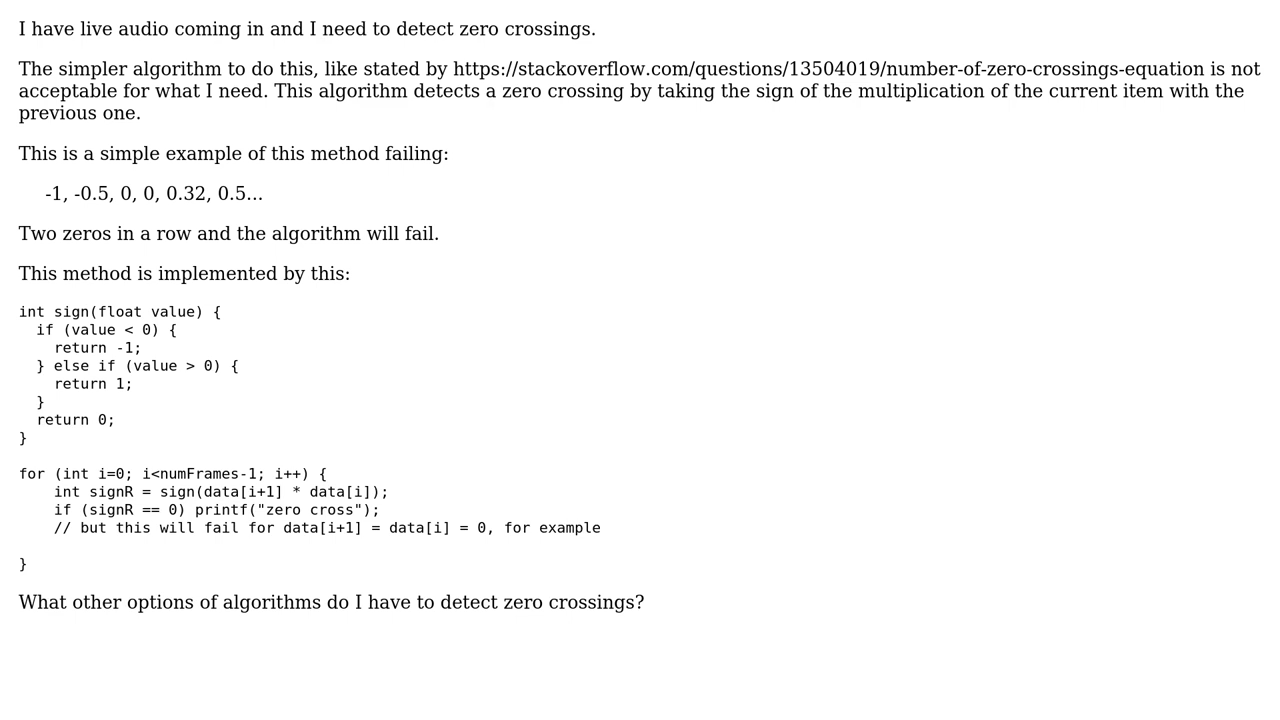 I have live audio coming in and I need to detect zero crossings.
The simpler algorithm to do this, like stated by https://stackoverflow.com/questions/13504019/number-of-zero-crossings-equation is not
acceptable for what I need. This algorithm detects a zero crossing by taking the sign of the multiplication of the current item with the
previous one.
This is a simple example of this method failing:
-1, -0.5, 0, 0, 0.32, 0.5...
Two zeros in a row and the algorithm will fail.
This method is implemented by this:
int sign(float value) {
  if (value < 0) {
    return -1;
  } else if (value > 0) {
    return 1;
  }
  return 0;
}
for (int i=0; i<numFrames-1; i++) {
    int signR = sign(data[i+1] * data[i]);
    if (signR == 0) printf("zero cross");
    // but this will fail for data[i+1] = data[i] = 0, for example
}
What other options of algorithms do I have to detect zero crossings?